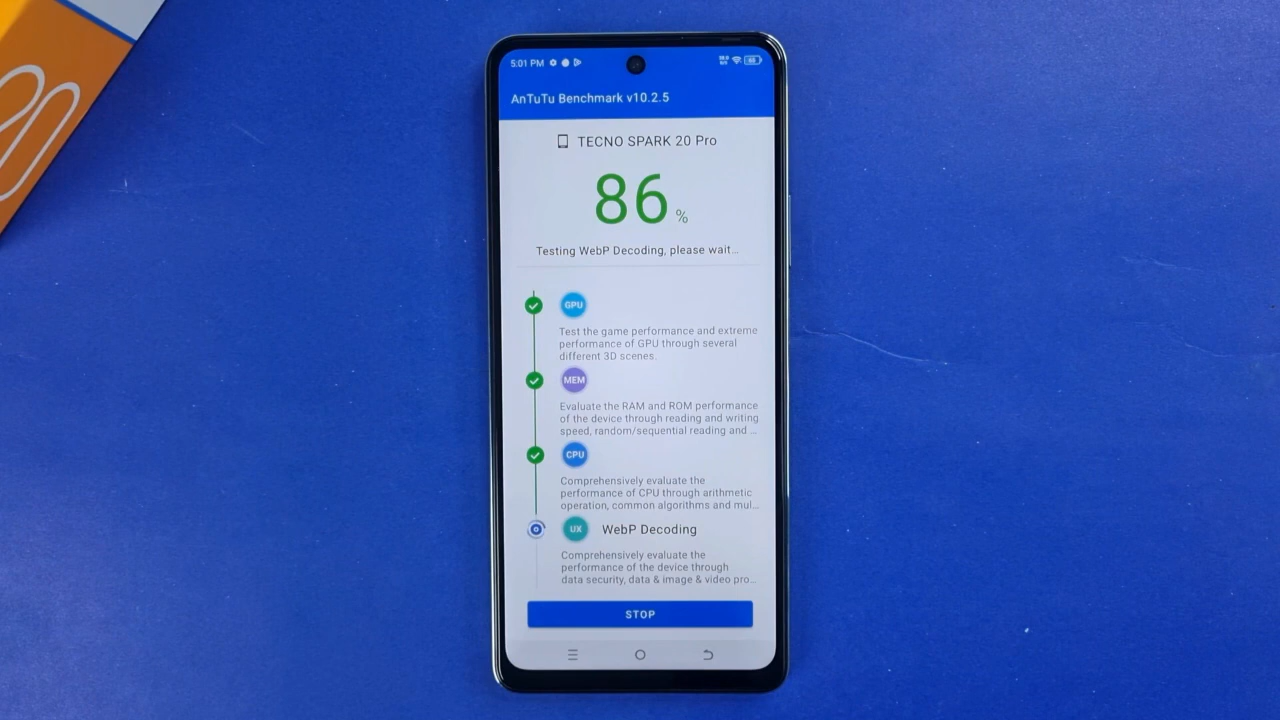 20
5:01 PM
AnTuTu Benchmark v10.2.5
TECNO SPARK 20 Pro
86 %
Testing WebP Decoding, please wait...
GPU
Test the game performance and extreme
performance of GPU through several
different 3D scenes.
MEM
Evaluate the RAM and ROM performance
of the device through reading and writing
speed, random/sequential reading and ...
CPU
Comprehensively evaluate the
performance of CPU through arithmetic
operation, common algorithms and mul...
UX WebP Decoding
Comprehensively evaluate the
performance of the device through
data security, data & image & video pro...
STOP